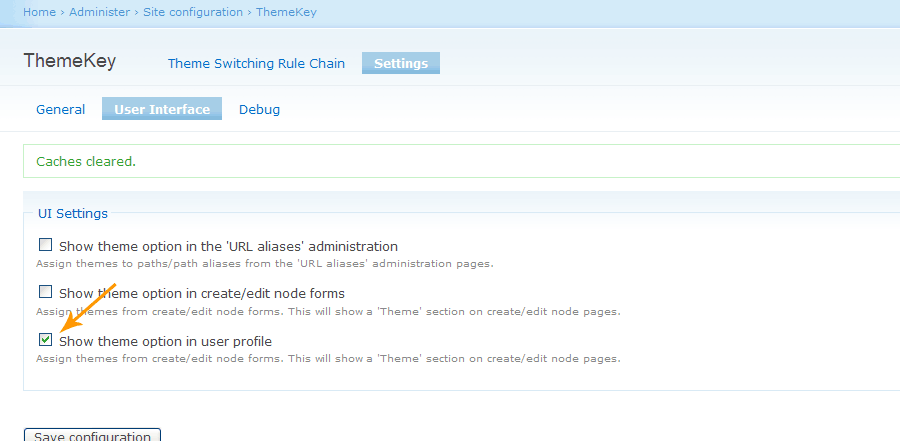 Home › Administer › Site configuration › ThemeKey
ThemeKey Theme Switching Rule Chain Settings
General User Interface Debug
Caches cleared.
UI Settings
Show theme option in the 'URL aliases' administration
Assign themes to paths/path aliases from the 'URL aliases' administration pages.
Show theme option in create/edit node forms
Assign themes from create/edit node forms. This will show a 'Theme' section on create/edit node pages.
Show theme option in user profile
Assign themes from create/edit node forms. This will show a 'Theme' section on create/edit node pages.
Save configuration